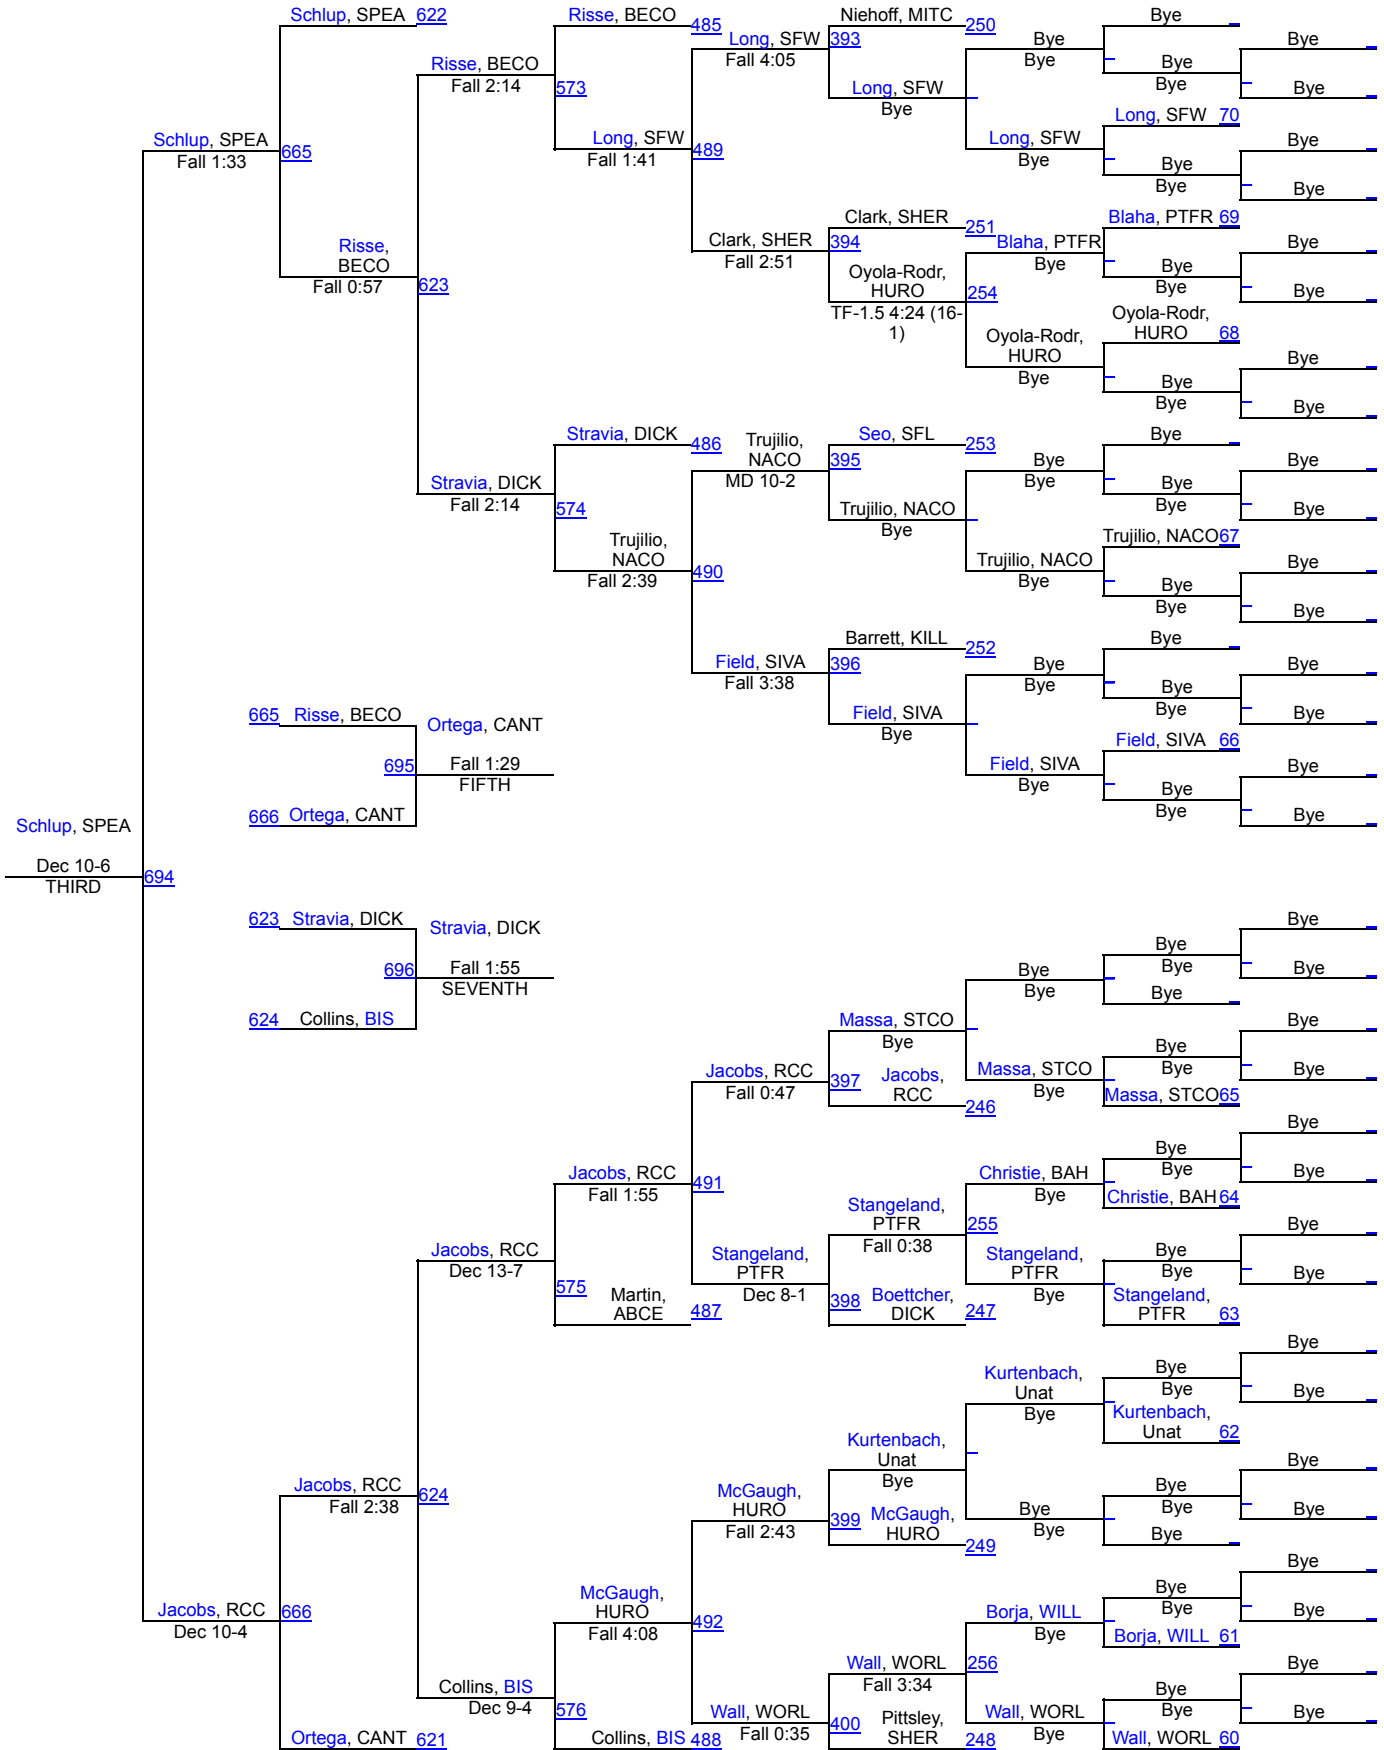 Schlup, SPEA 622
Risse, BECO
485
Niehoff, MITC
250
Bye
Long, SFW 393
Fall 4:05
Bye
Bye
Bye
Risse, BECO
Fall 2:14
573
Bye
Bye
Long, SFW
Bye
Bye
Long, SFW 70
Schlup, SPEA
Fall 1:33
665
Long, SFW
Fall 1:41
489
Long, SFW
Bye
Bye
Bye
Bye
Bye
Clark, SHER
251
Blaha, PTFR 69
Clark, SHER 394
Fall 2:51
Blaha, PTFR
Bye
Bye
Risse,
BECO
Fall 0:57
623
Oyola-Rodr,
HURO
TF-1.5 4:24 (16-
1)
254
Bye
Bye
Bye
Oyola-Rodr,
HURO 68
Oyola-Rodr,
HURO
Bye
Bye
Bye
Bye
Bye
Stravia, DICK 486
Trujilio,
NACO
MD 10-2
395
Seo, SFL
253
Bye
Bye
Bye
Bye
Stravia, DICK
Fall 2:14
574
Trujilio, NACO
Bye
Bye
Bye
Bye
Trujilio, NACO67
Trujilio,
NACO
Fall 2:39
490
Trujilio, NACO
Bye
Bye
Bye
Bye
Bye
Barrett, KILL 252
Bye
Field, SIVA 396
Fall 3:38
Bye
Bye
Bye
665 Risse, BECO
Ortega, CANT
Field, SIVA
Bye
Bye
Bye
Bye
Field, SIVA 66
695
Fall 1:29
FIFTH
Field, SIVA
Bye
Bye
666 Ortega, CANT
Bye
Bye
Bye
Schlup, SPEA
Dec 10-6
THIRD
694
623 Stravia, DICK
Stravia, DICK
Bye
696
Fall 1:55
SEVENTH
Bye
Bye
Bye
Bye
Bye
Bye
624 Collins, BIS
Massa, STCO
Bye
Bye
Jacobs, RCC
Fall 0:47
397
Jacobs,
RCC
246
Massa, STCO
Bye
Bye
Bye
Bye
Massa, STCO65
Bye
Jacobs, RCC
Fall 1:55
491
Christie, BAH
Bye
Bye
Bye
Bye
Christie, BAH 64
Stangeland,
PTFR
Fall 0:38
255
Bye
Jacobs, RCC
Dec 13-7
575
Stangeland,
PTFR
Dec 8-1
398
Stangeland,
PTFR
Bye
Bye
Bye
Bye
Martin,
ABCE 487
Boettcher,
DICK 247
Stangeland,
PTFR 63
Bye
Kurtenbach,
Unat
Bye
Bye
Bye
Bye
Kurtenbach,
Unat 62
Kurtenbach,
Unat
Bye
Bye
Jacobs, RCC
Fall 2:38
624
McGaugh,
HURO
Fall 2:43
399
McGaugh,
HURO
249
Bye
Bye
Bye
Bye
Bye
Bye
Bye
McGaugh,
HURO
Fall 4:08
492
Jacobs, RCC
Dec 10-4
666
Borja, WILL
Bye
Bye
Bye
Bye
Borja, WILL 61
Wall, WORL
Fall 3:34
256
Bye
Collins, BIS
Dec 9-4
576
Wall, WORL
Fall 0:35
400
Pittsley,
SHER 248
Wall, WORL
Bye
Bye
Bye
Bye
Ortega, CANT 621
Collins, BIS 488
Wall, WORL 60